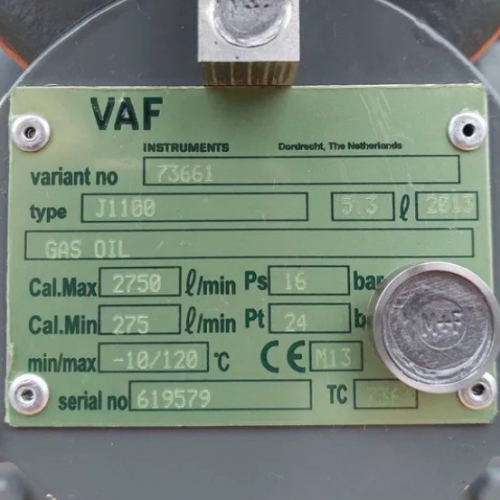 VAF
INSTRUMENTS Dordrecht, The Netherlands
variant no 73661
type J1100 5.3 ℓ 2013
GAS OIL
Cal.Max 2750 ℓ/min Ps 16 bar
Cal.Min 275 ℓ/min Pt 24
min/max -10/120 °C CE M13
serial no 619579 TC